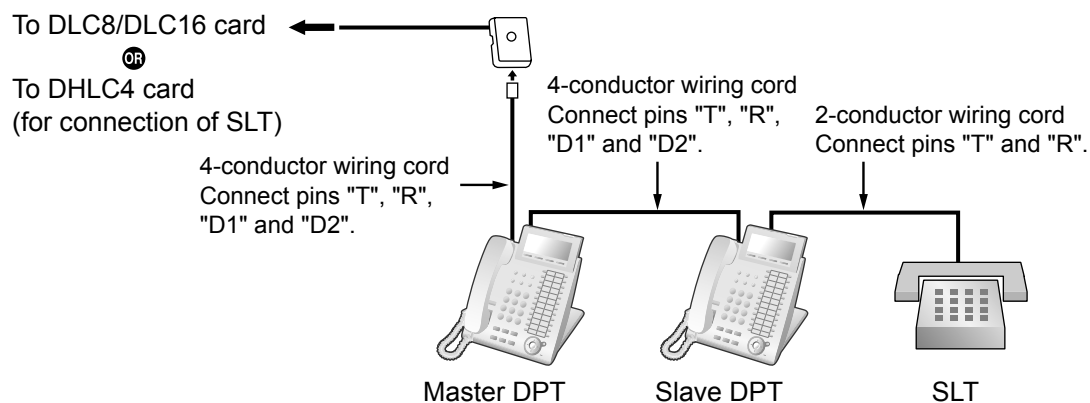 To DLC8/DLC16 card
OR
To DHLC4 card
(for connection of SLT)
4-conductor wiring cord
Connect pins "T", "R",
"D1" and "D2".
4-conductor wiring cord
Connect pins "T", "R",
"D1" and "D2".
2-conductor wiring cord
Connect pins "T" and "R".
Master DPT
Slave DPT
SLT